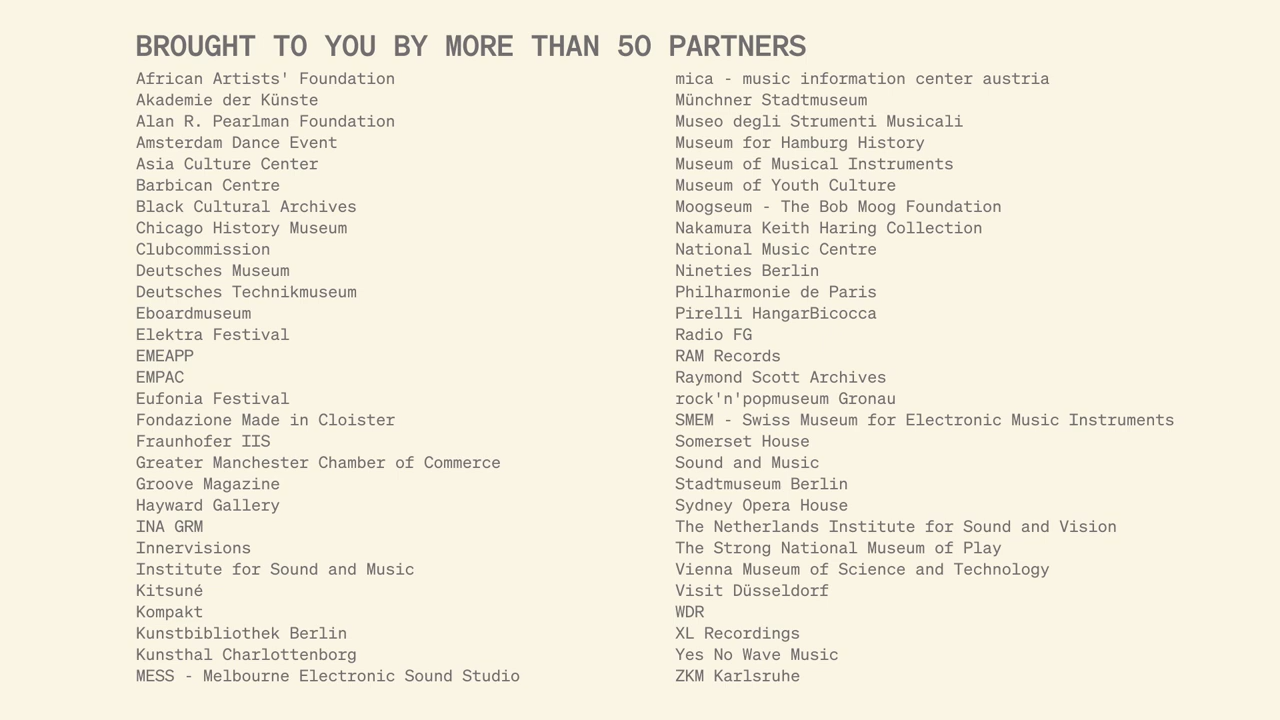 BROUGHT TO YOU BY MORE THAN 50 PARTNERS
African Artists' Foundation
Akademie der Künste
Alan R. Pearlman Foundation
Amsterdam Dance Event
Asia Culture Center
Barbican Centre
Black Cultural Archives
Chicago History Museum
Clubcommission
Deutsches Museum
Deutsches Technikmuseum
Eboardmuseum
Elektra Festival
EMEAPP
EMPAC
Eufonia Festival
Fondazione Made in Cloister
Fraunhofer IIS
Greater Manchester Chamber of Commerce
Groove Magazine
Hayward Gallery
INA GRM
Innervisions
Institute for Sound and Music
Kitsuné
Kompakt
Kunstbibliothek Berlin
Kunsthal Charlottenborg
MESS - Melbourne Electronic Sound Studio
mica - music information center austria
Münchner Stadtmuseum
Museo degli Strumenti Musicali
Museum for Hamburg History
Museum of Musical Instruments
Museum of Youth Culture
Moogseum - The Bob Moog Foundation
Nakamura Keith Haring Collection
National Music Centre
Nineties Berlin
Philharmonie de Paris
Pirelli HangarBicocca
Radio FG
RAM Records
Raymond Scott Archives
rock'n'popmuseum Gronau
SMEM - Swiss Museum for Electronic Music Instruments
Somerset House
Sound and Music
Stadtmuseum Berlin
Sydney Opera House
The Netherlands Institute for Sound and Vision
The Strong National Museum of Play
Vienna Museum of Science and Technology
Visit Düsseldorf
WDR
XL Recordings
Yes No Wave Music
ZKM Karlsruhe